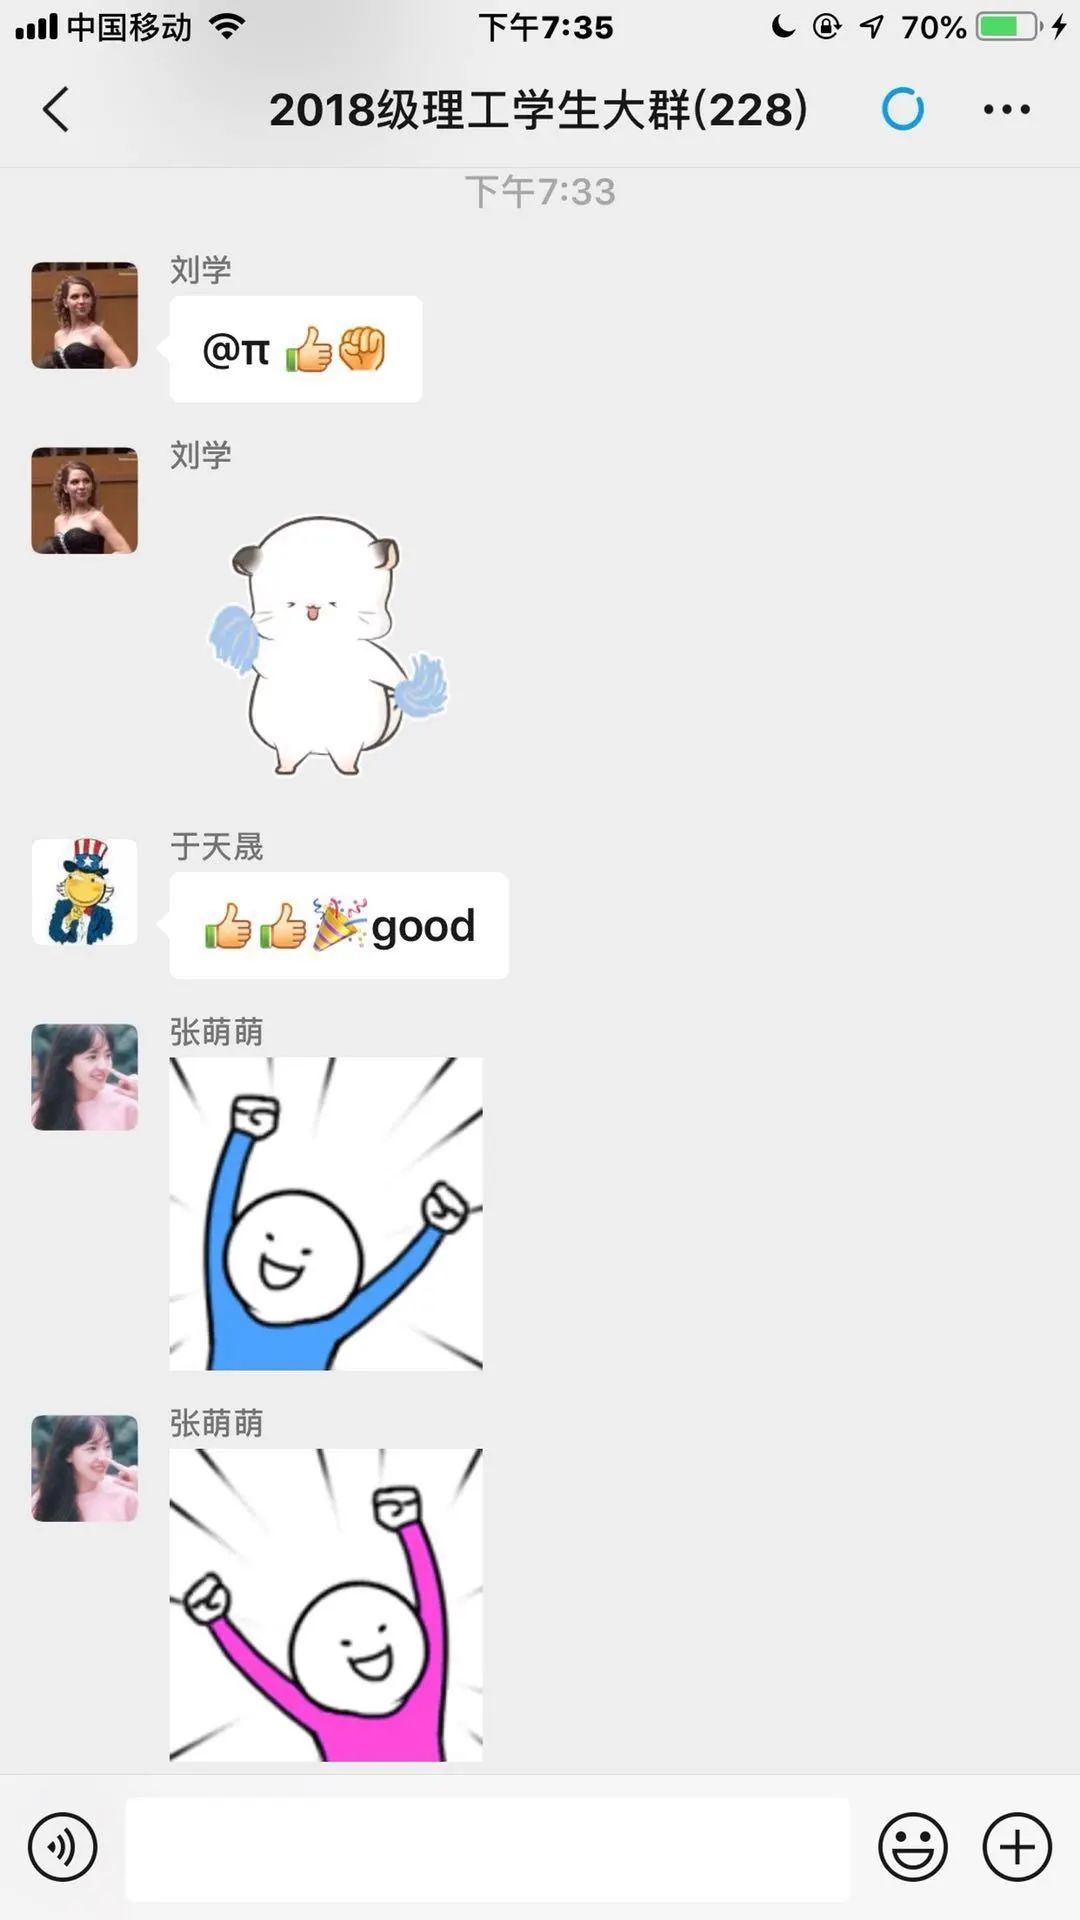 中国移动 下午7:35 70%
2018级理工学生大群(228)
下午7:33
刘学
@π 👍✊
刘学
于天晟
👍👍🎉good
张萌萌
张萌萌